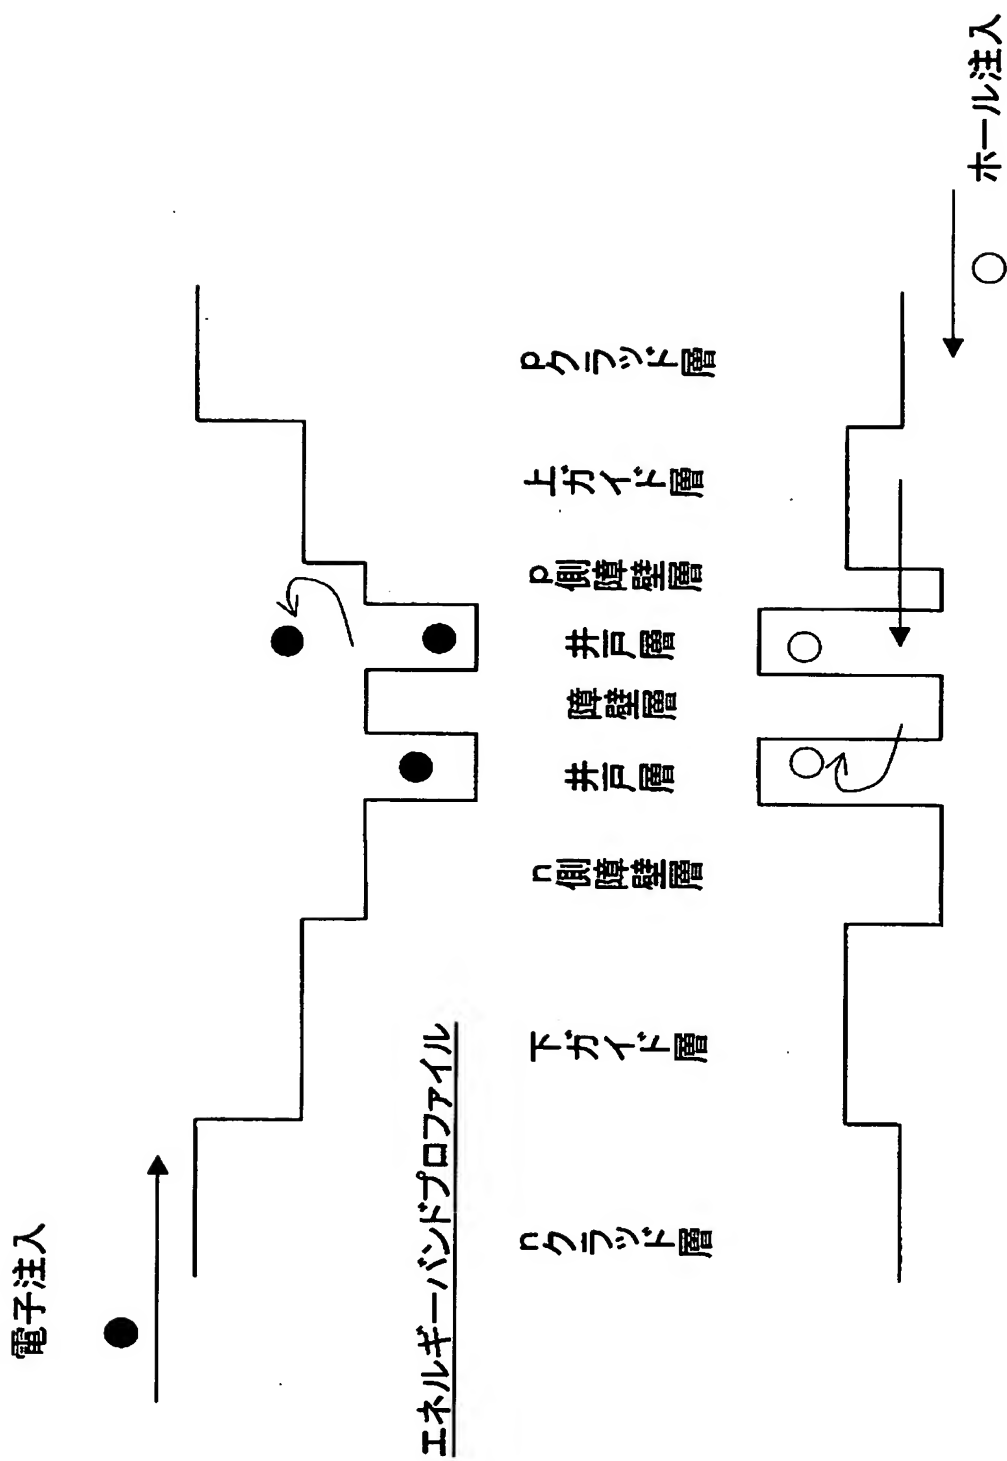 電子注入
エネルギーバンドプロファイル
nクラッド層
下ガイド層
n側障壁層
井戸層
障壁層
井戸層
p側障壁層
上ガイド層
pクラッド層
ホール注入